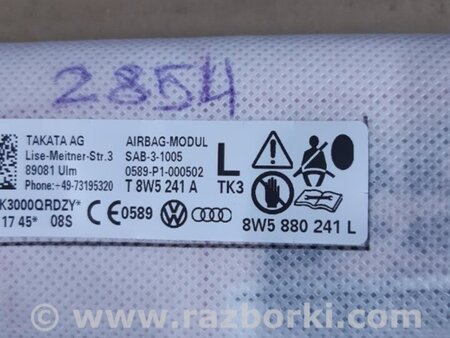 2854
TAKATA AG
Lise-Meitner-Str.3
89081 Ulm
Phone:+49-73195320
K3000QRDZY*
17 45* 08S
AIRBAG-MODUL
SAB-3-1005
0589-P1-000502
T 8W5 241 A
L
TK3
CE 0589
8W5 880 241 L
© www.razborki.com